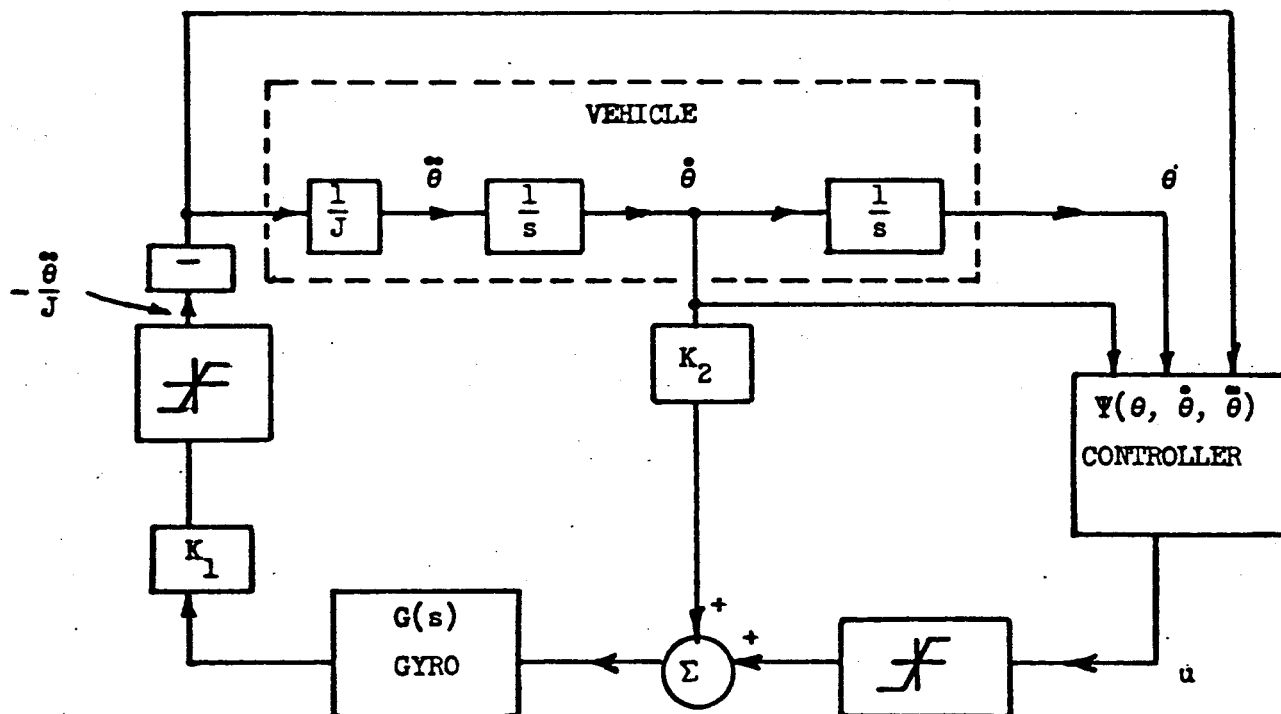 VEHICLE
1/J
θ̈
1/s
θ̇
1/s
θ
−
− θ̈/J
K₂
Ψ(θ, θ̇, θ̈)
CONTROLLER
K₁
G(s)
GYRO
+
+
Σ
u